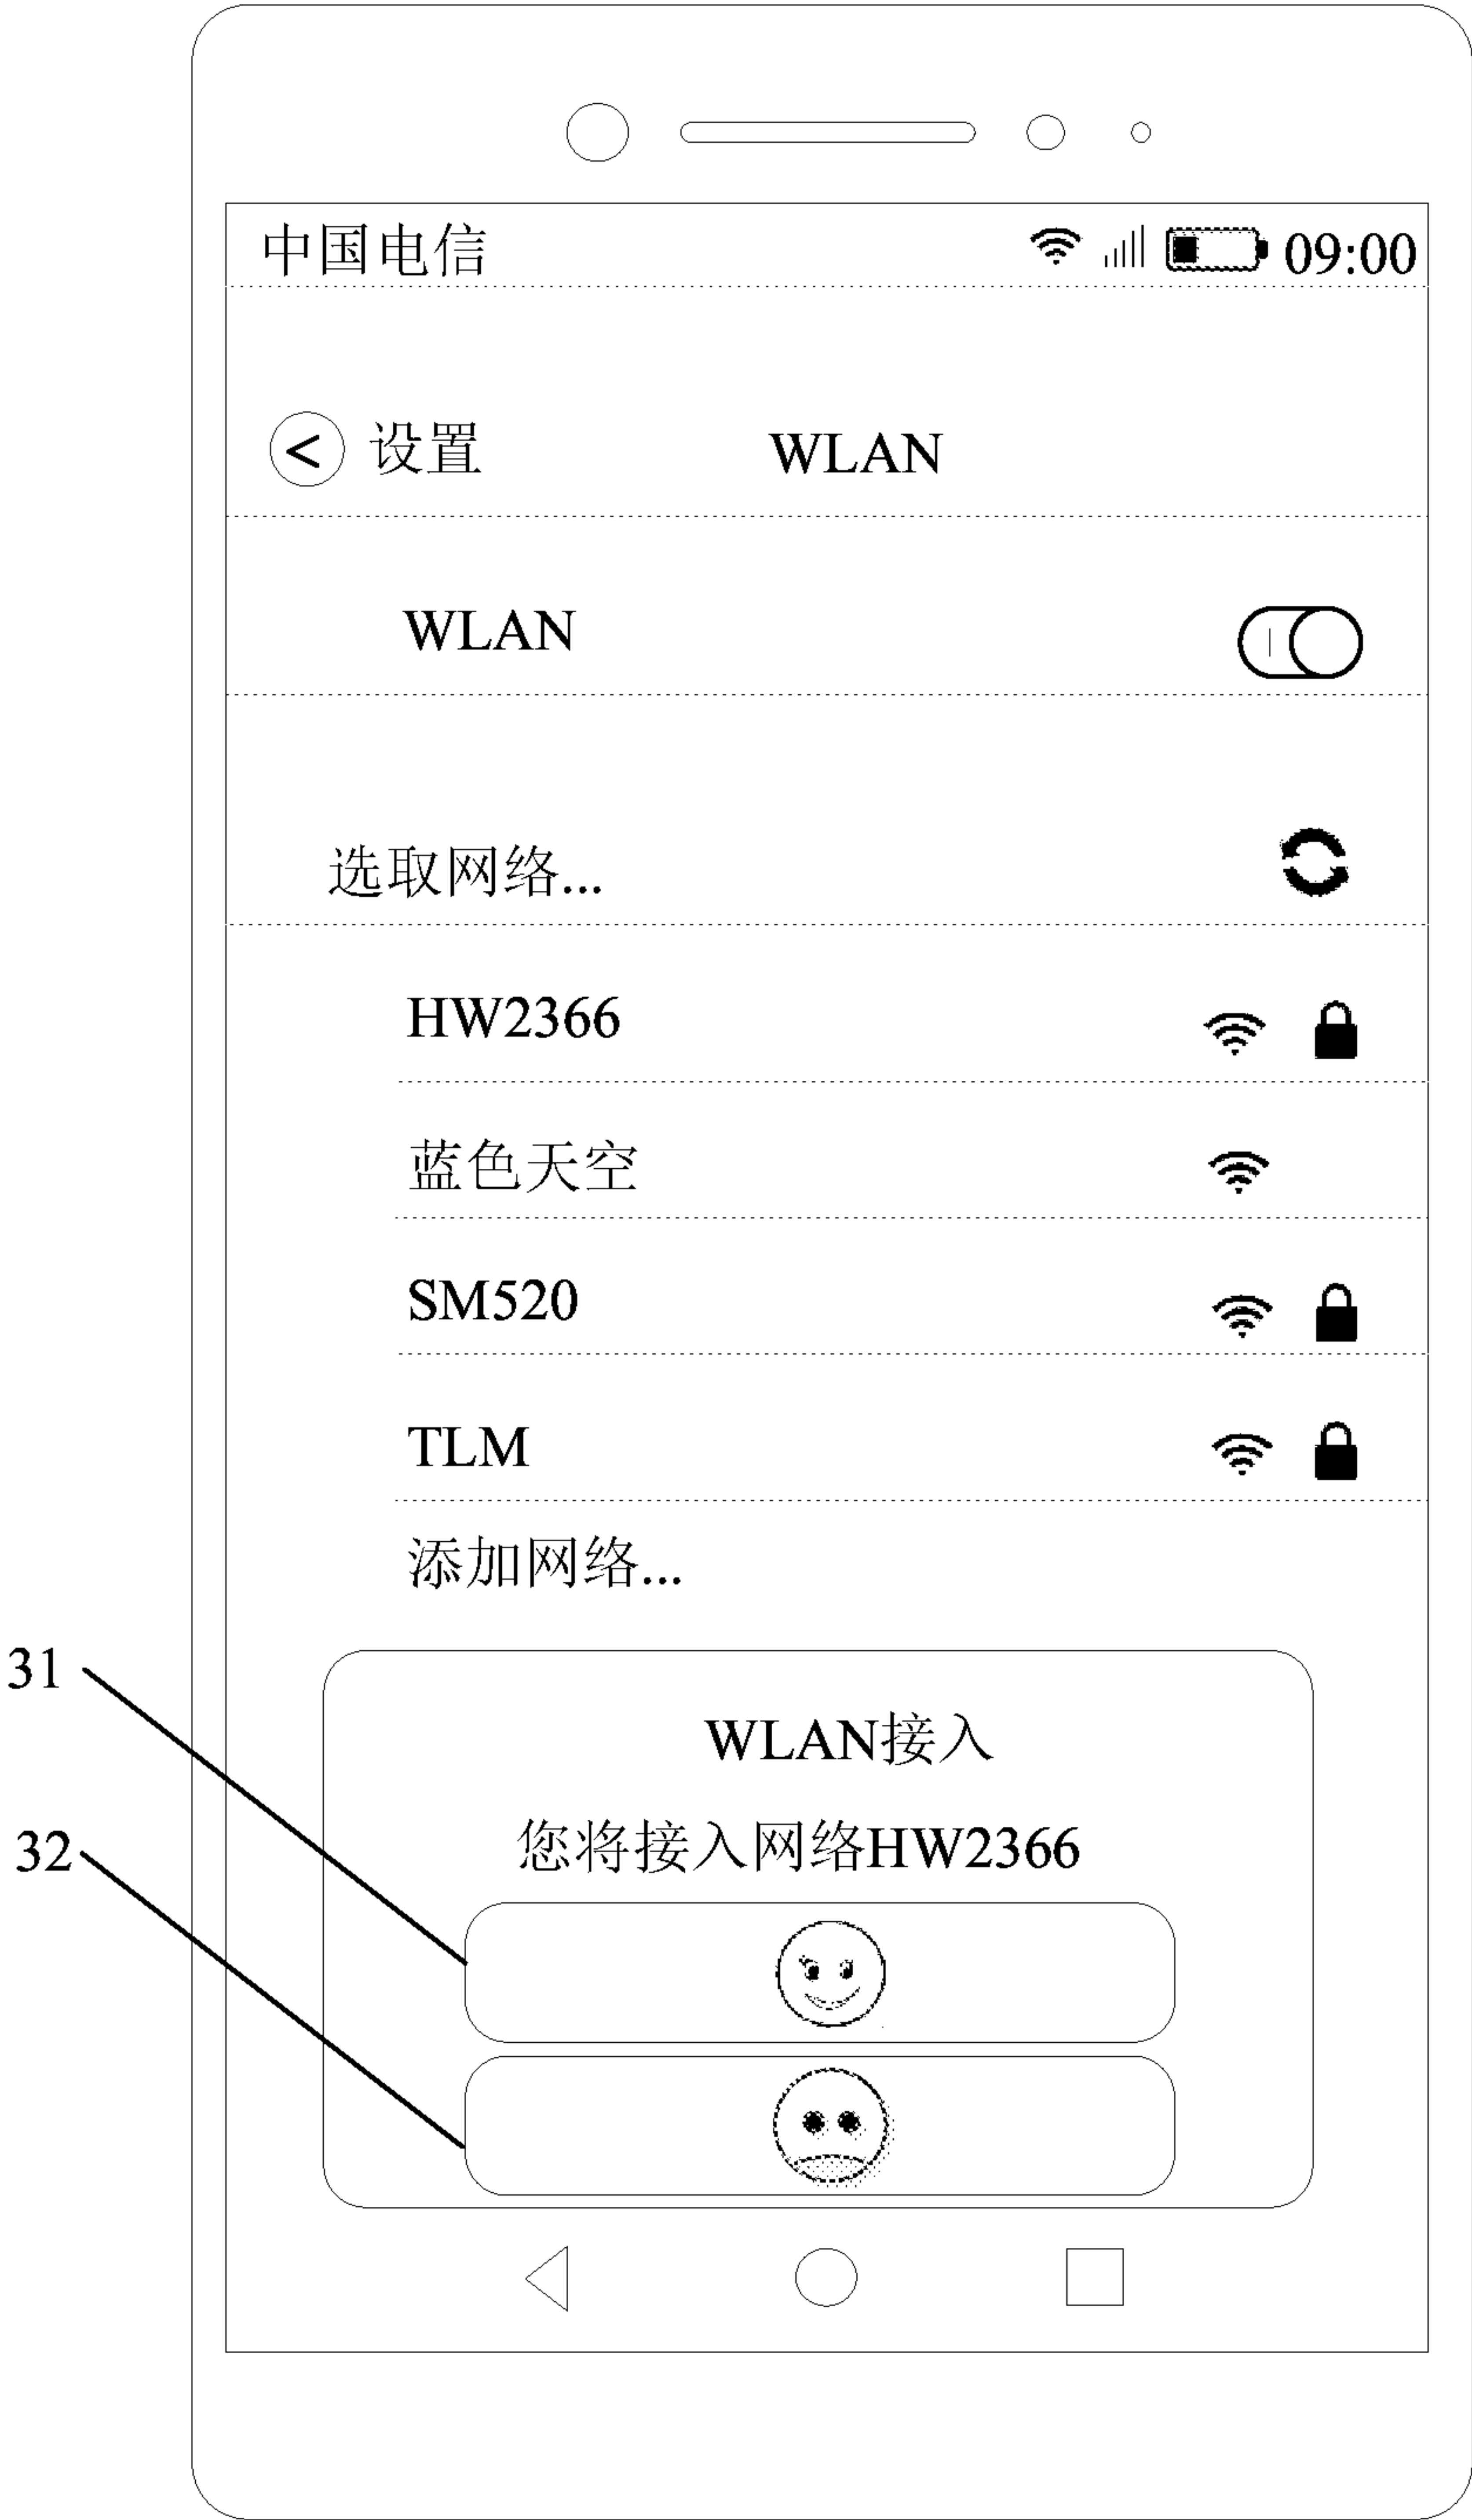 中国电信 09:00
< 设置 WLAN
WLAN
选取网络...
HW2366
蓝色天空
SM520
TLM
添加网络...
31
WLAN接入
32
您将接入网络HW2366